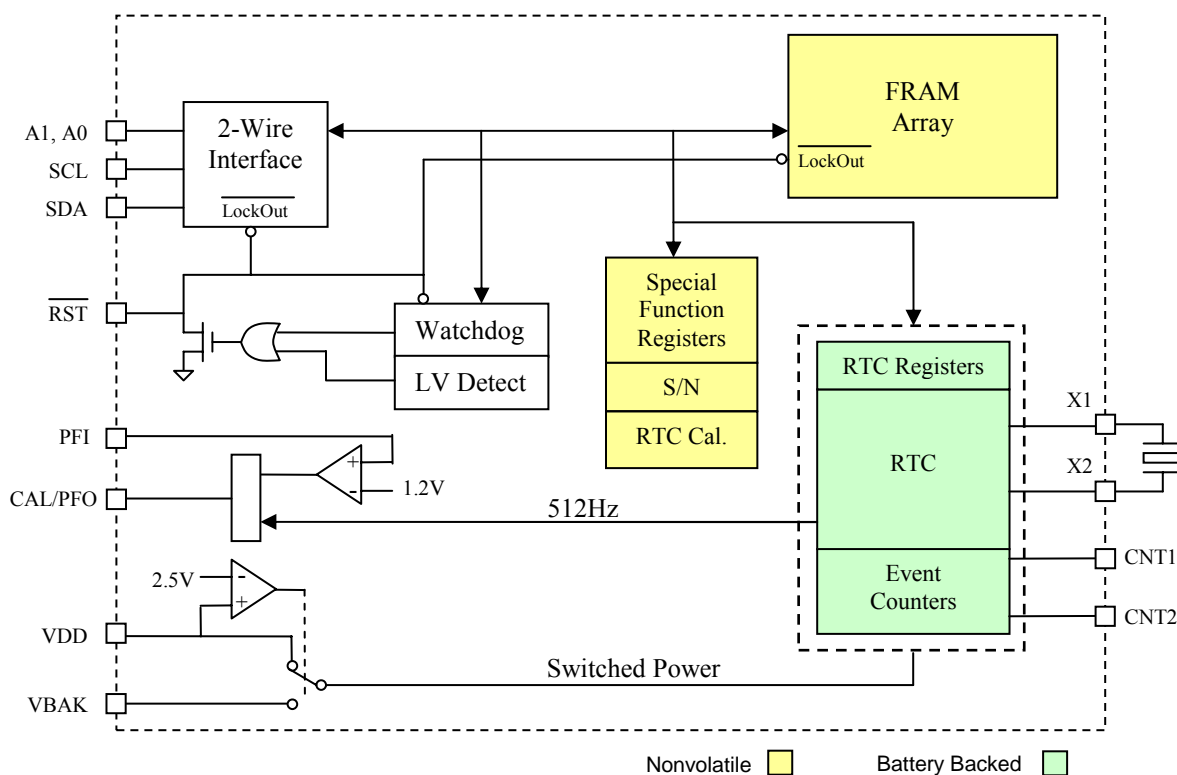 FRAM
Array
LockOut
A1, A0
SCL
SDA
2-Wire
Interface
LockOut
RST
Watchdog
LV Detect
Special
Function
Registers
S/N
RTC Cal.
RTC Registers
RTC
Event
Counters
X1
X2
CNT1
CNT2
PFI
CAL/PFO
+
-
1.2V
512Hz
2.5V
-
+
VDD
VBAK
Switched Power
Nonvolatile
Battery Backed